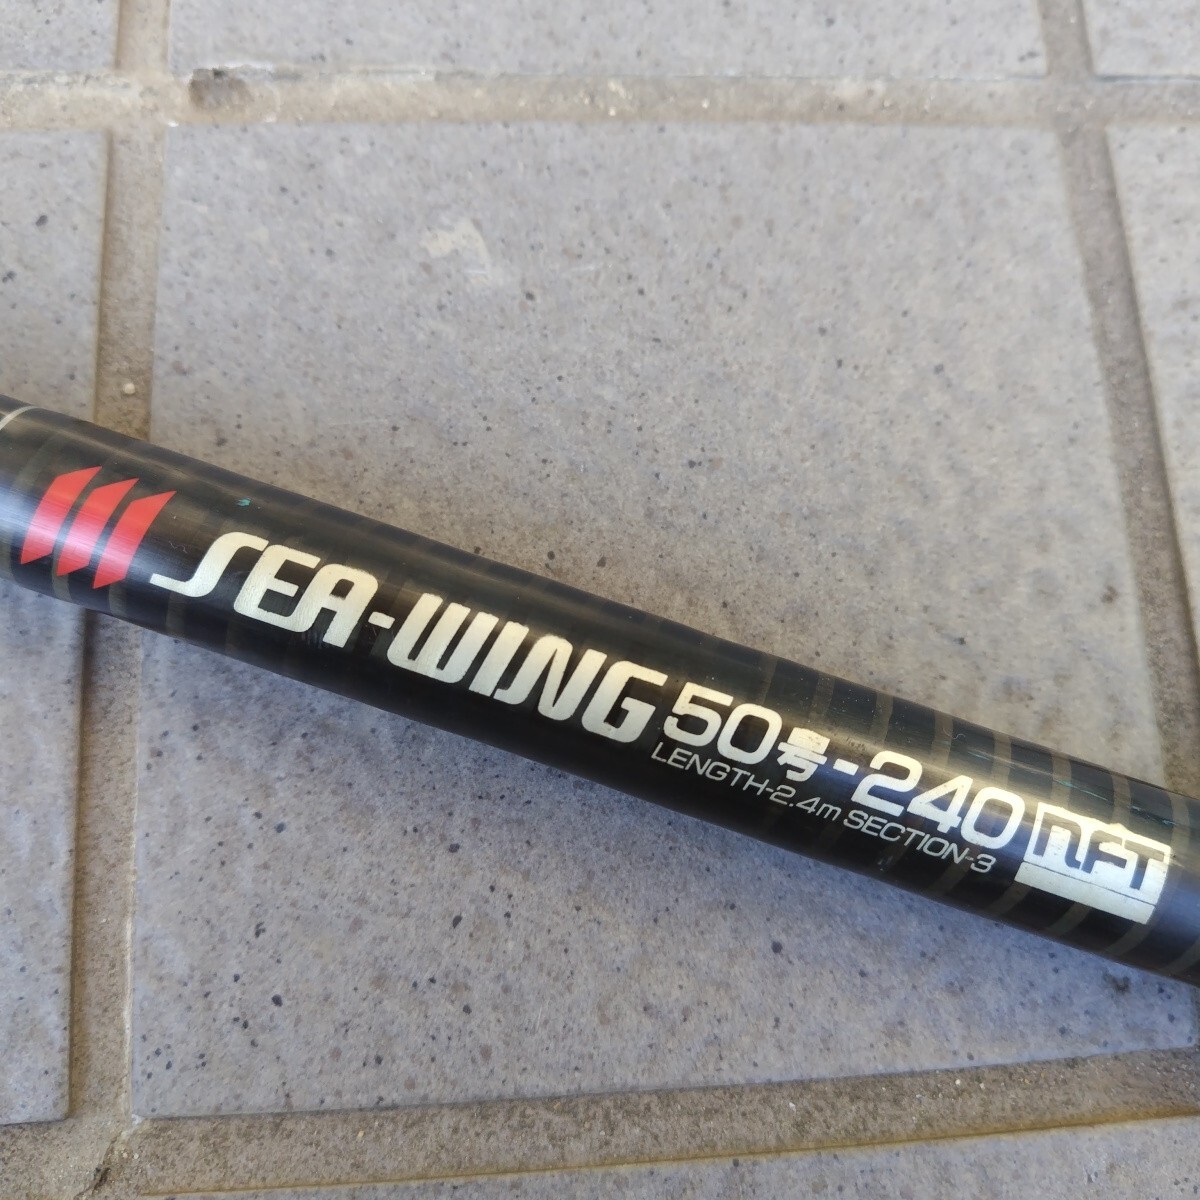 SEA-WING 50号-240 NFT
LENGTH-2.4m SECTION-3